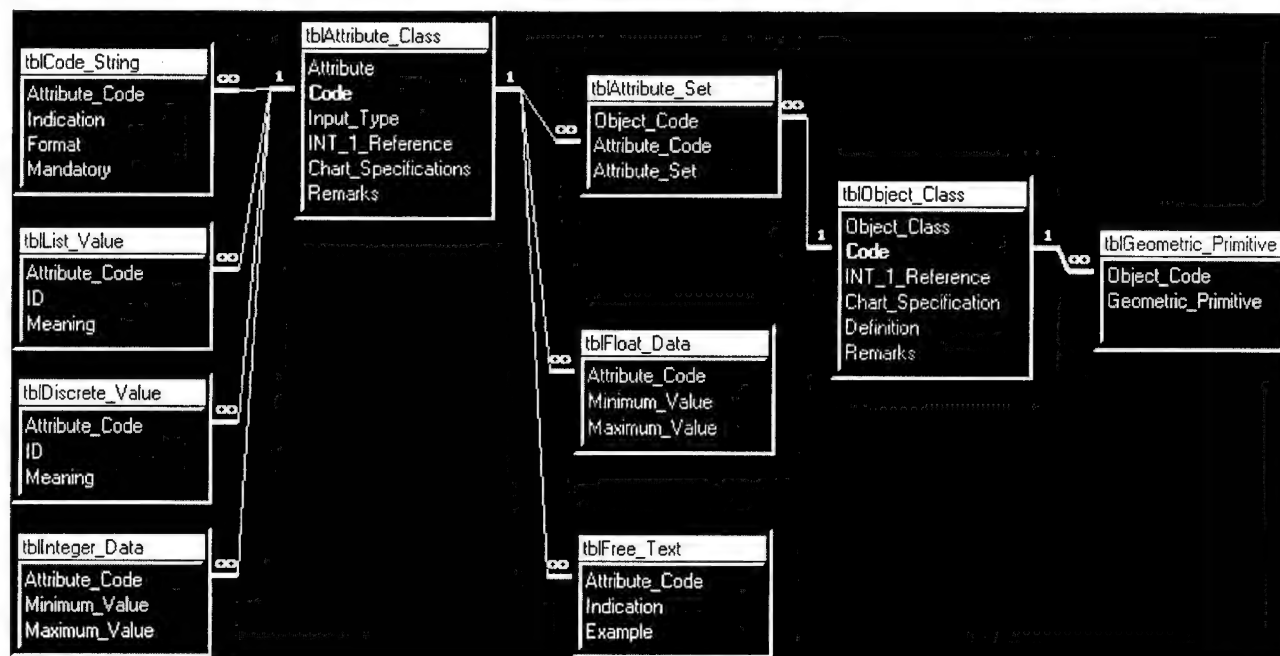 tblCode_String
Attribute_Code
Indication
Format
Mandatory
∞
1
tblAttribute_Class
Attribute
Code
Input_Type
INT_1_Reference
Chart_Specifications
Remarks
1
tblAttribute_Set
Object_Code
Attribute_Code
Attribute_Set
∞
∞
tblList_Value
Attribute_Code
ID
Meaning
∞
tblObject_Class
Object_Class
Code
INT_1_Reference
Chart_Specification
Definition
Remarks
1
1
∞
tblGeometric_Primitive
Object_Code
Geometric_Primitive
tblFloat_Data
Attribute_Code
Minimum_Value
Maximum_Value
∞
tblDiscrete_Value
Attribute_Code
ID
Meaning
∞
tblInteger_Data
Attribute_Code
Minimum_Value
Maximum_Value
∞
tblFree_Text
Attribute_Code
Indication
Example
∞